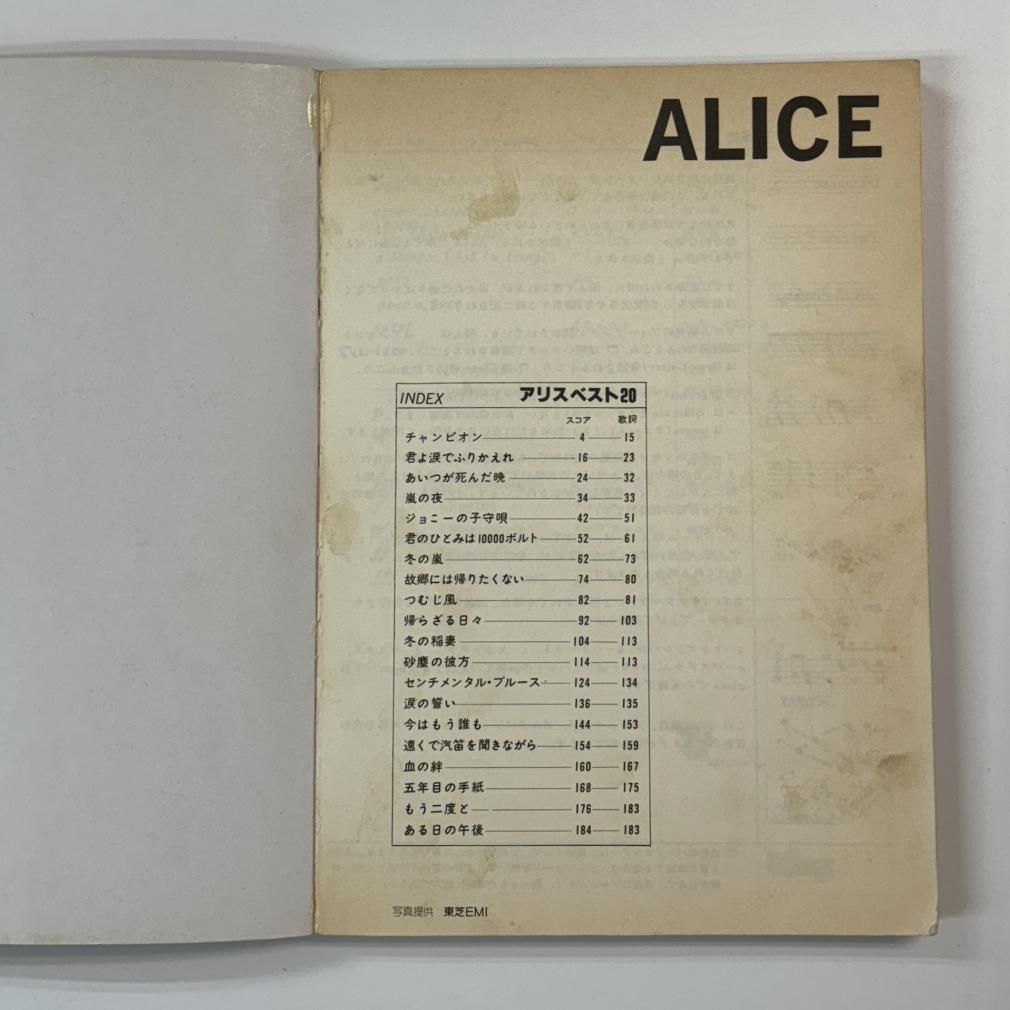 ALICE
INDEX アリスベスト20
スコア 歌詞
チャンピオン 4 15
君よ涙でふりかえれ 16 23
あいつが死んだ晩 24 32
嵐の夜 34 33
ジョニーの子守唄 42 51
君のひとみは10000ボルト 52 61
冬の嵐 62 73
故郷には帰りたくない 74 80
つむじ風 82 81
帰らざる日々 92 103
冬の稲妻 104 113
砂塵の彼方 114 113
センチメンタル・ブルース 124 134
涙の誓い 136 135
今はもう誰も 144 153
遠くで汽笛を聞きながら 154 159
血の絆 160 167
五年目の手紙 168 175
もう二度と 176 183
ある日の午後 184 183
写真提供 東芝EMI